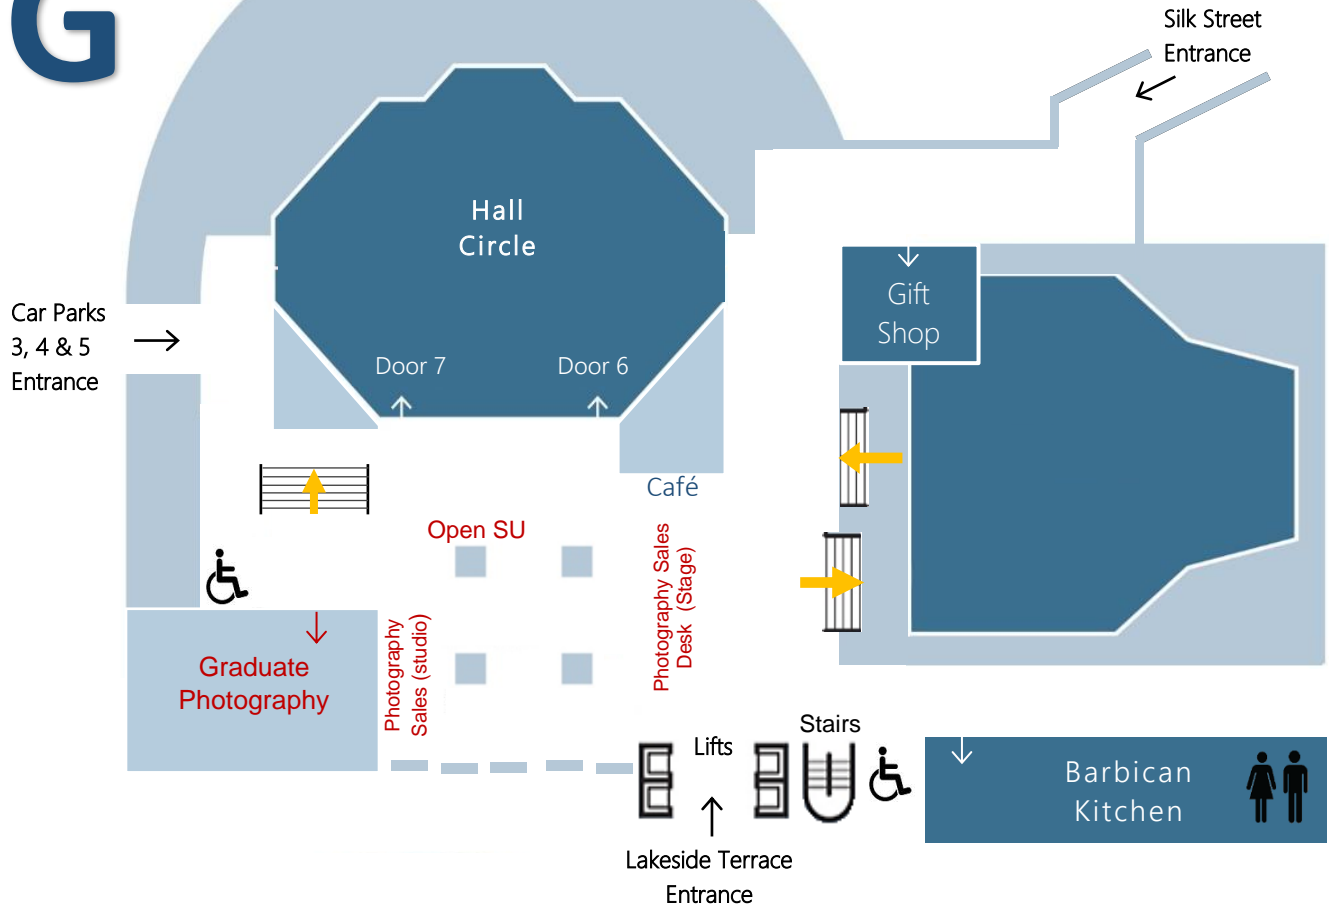 G
Silk Street
Entrance
Hall
Circle
Gift
Shop
Car Parks
3, 4 & 5
Entrance
Door 7
Door 6
Café
Open SU
Photography Sales
Desk (Stage)
Photography
Sales (studio)
Graduate
Photography
Stairs
Lifts
Barbican
Kitchen
Lakeside Terrace
Entrance